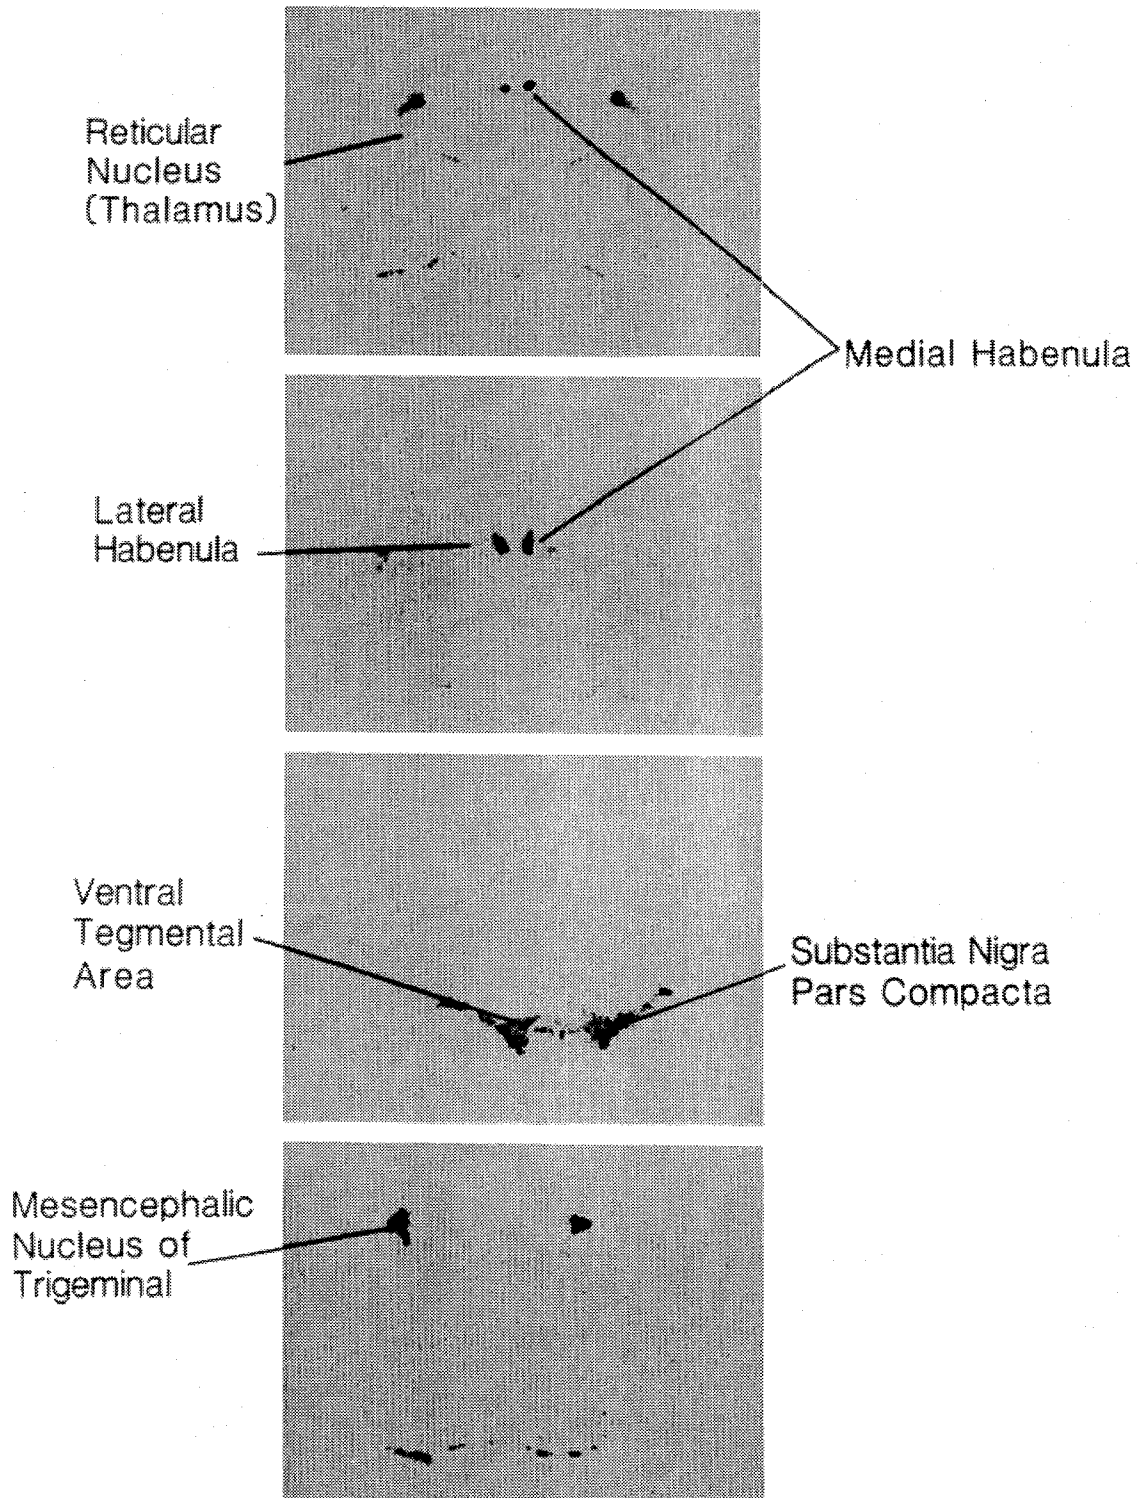 Reticular
Nucleus
(Thalamus)
Medial Habenula
Lateral
Habenula
Ventral
Tegmental
Area
Substantia Nigra
Pars Compacta
Mesencephalic
Nucleus of
Trigeminal